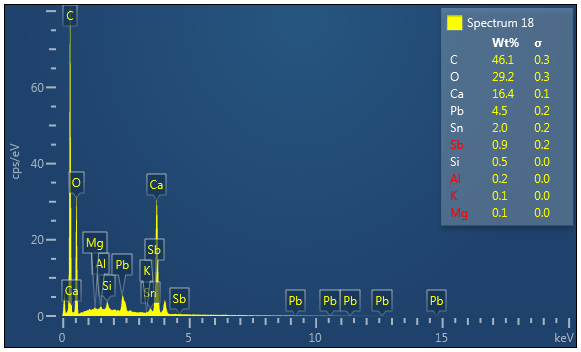 Spectrum 18
Wt% σ
C 46.1 0.3
O 29.2 0.3
Ca 16.4 0.1
Pb 4.5 0.2
Sn 2.0 0.2
Sb 0.9 0.2
Si 0.5 0.0
Al 0.2 0.0
K 0.1 0.0
Mg 0.1 0.0
cps/eV
60
40
20
0
C
O
Ca
Mg
Al
Si
Pb
K
Sn
Sb
Ca
Sb
Pb
Pb
Pb
Pb
Pb
0 5 10 15 keV